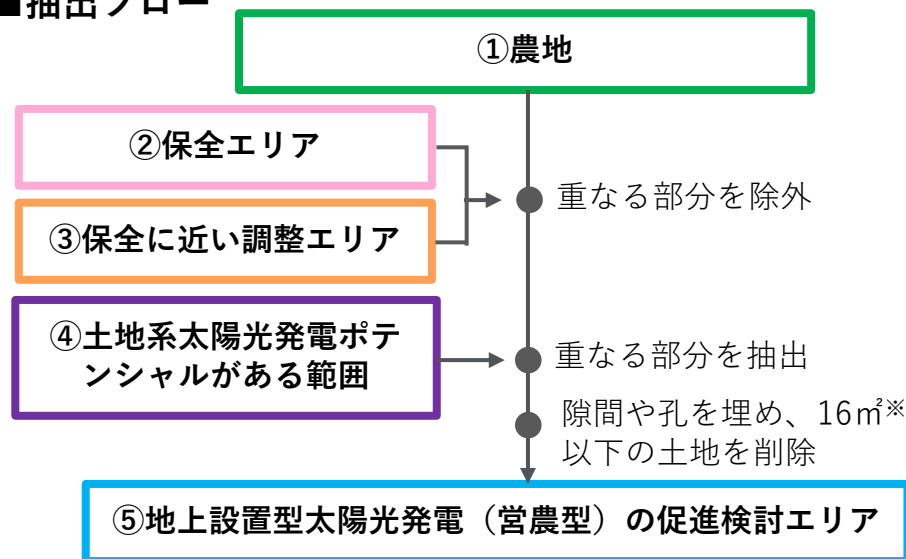 ■抽出フロー
①農地
②保全エリア
重なる部分を除外
③保全に近い調整エリア
④土地系太陽光発電ポテ
ンシャルがある範囲
重なる部分を抽出
隙間や孔を埋め、16㎡※
以下の土地を削除
⑤地上設置型太陽光発電（営農型）の促進検討エリア